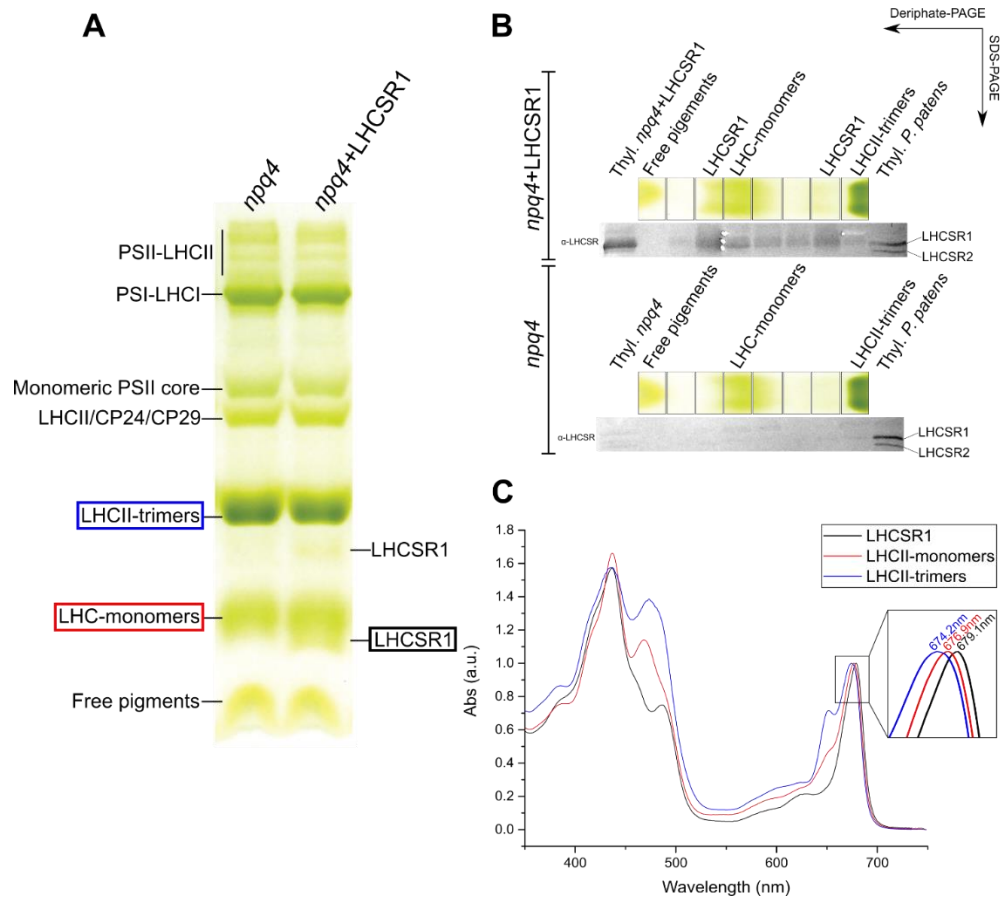 A
npq4
npq4+LHCSR1
PSII-LHCII
PSI-LHCI
Monomeric PSII core
LHCII/CP24/CP29
LHCII-trimers
LHCSR1
LHC-monomers
LHCSR1
Free pigments
B
Deriphate-PAGE
SDS-PAGE
npq4+LHCSR1
Thyl. npq4+LHCSR1
Free pigements
LHCSR1
LHC-monomers
LHCSR1
LHCII-trimers
Thyl. P. patens
α-LHCSR
LHCSR1
LHCSR2
npq4
Thyl. npq4
Free pigements
LHC-monomers
LHCII-trimers
Thyl. P. patens
α-LHCSR
LHCSR1
LHCSR2
C
LHCSR1
LHCII-monomers
LHCII-trimers
674.2nm
676.9nm
679.1nm
Abs (a.u.)
1.8
1.6
1.4
1.2
1.0
0.8
0.6
0.4
0.2
0.0
400 500 600 700
Wavelength (nm)